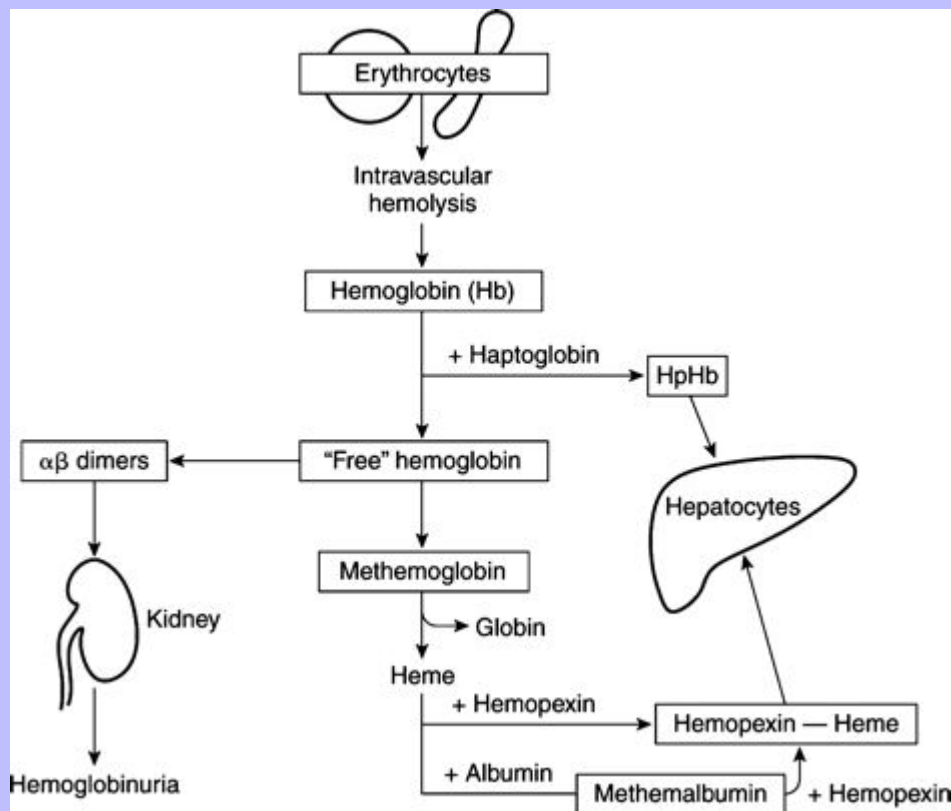 Erythrocytes
Intravascular
hemolysis
Hemoglobin (Hb)
+ Haptoglobin
HpHb
αβ dimers
"Free" hemoglobin
Hepatocytes
Methemoglobin
Kidney
Globin
Heme
+ Hemopexin
Hemopexin — Heme
+ Albumin
Hemoglobinuria
Methemalbumin
+ Hemopexin